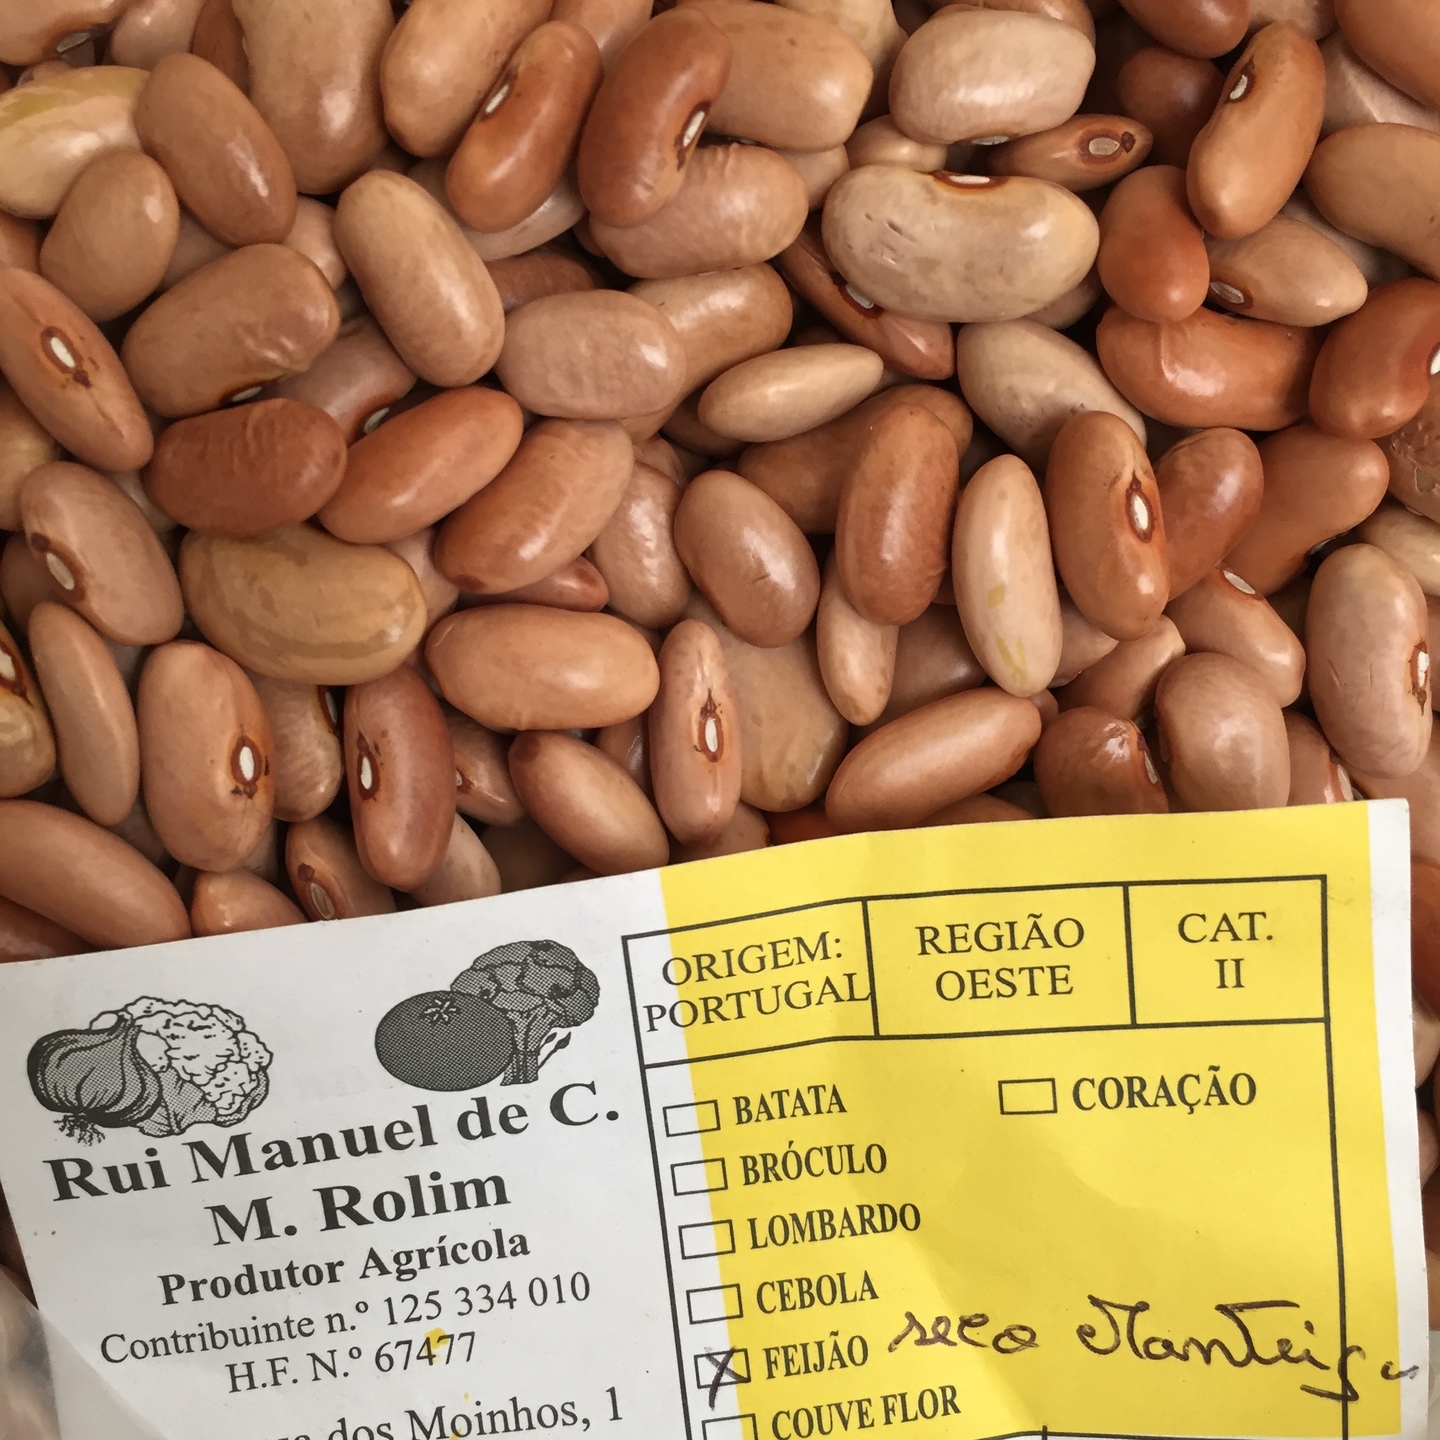 Rui Manuel de C.
M. Rolim
Produtor Agrícola
Contribuinte n.º 125 334 010
H.F. N.º 67477
dos Moinhos, 1
ORIGEM:
PORTUGAL
REGIÃO
OESTE
CAT.
II
BATATA
CORAÇÃO
BRÓCULO
LOMBARDO
CEBOLA
X FEIJÃO seco Manteiga
COUVE FLOR